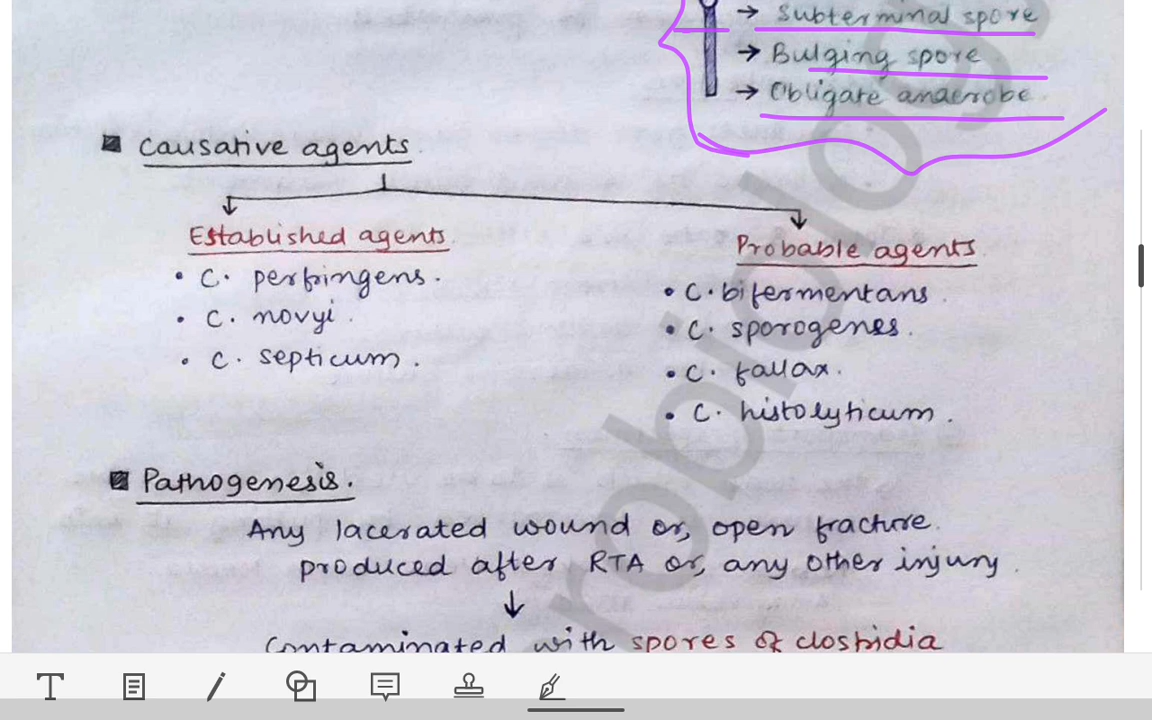 → Subterminal spore
→ Bulging spore
→ Obligate anaerobe
Causative agents
Established agents
• C. perfringens.
• C. novyi.
• C. septicum.
Probable agents
• C. bifermentans.
• C. sporogenes.
• C. fallax.
• C. histolyticum.
Pathogenesis.
Any lacerated wound or, open fracture
produced after RTA or, any other injury.
↓
Contaminated with spores of clostridia
T